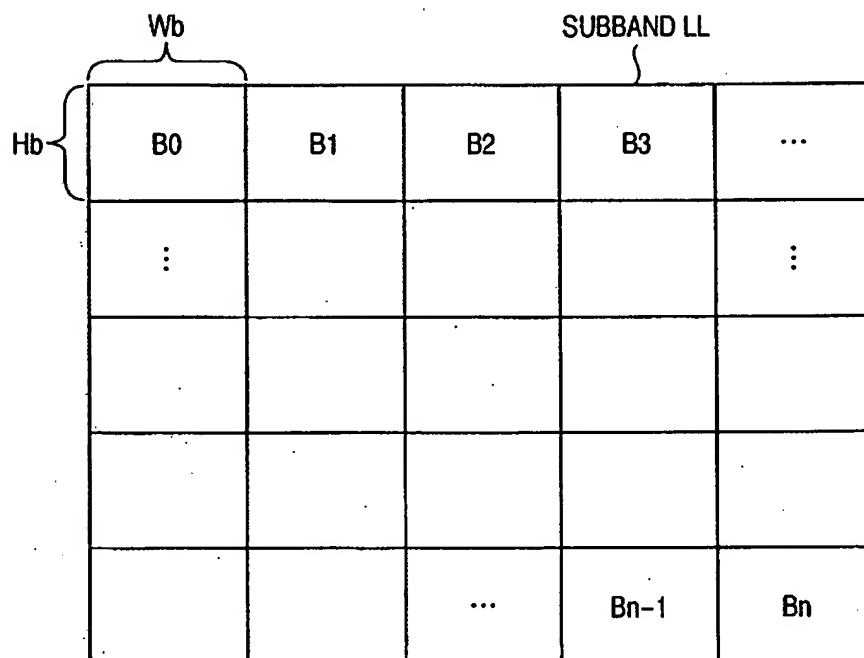 Wb
SUBBAND LL
Hb
B0 B1 B2 B3 ...
⋮ ⋮
... Bn-1 Bn